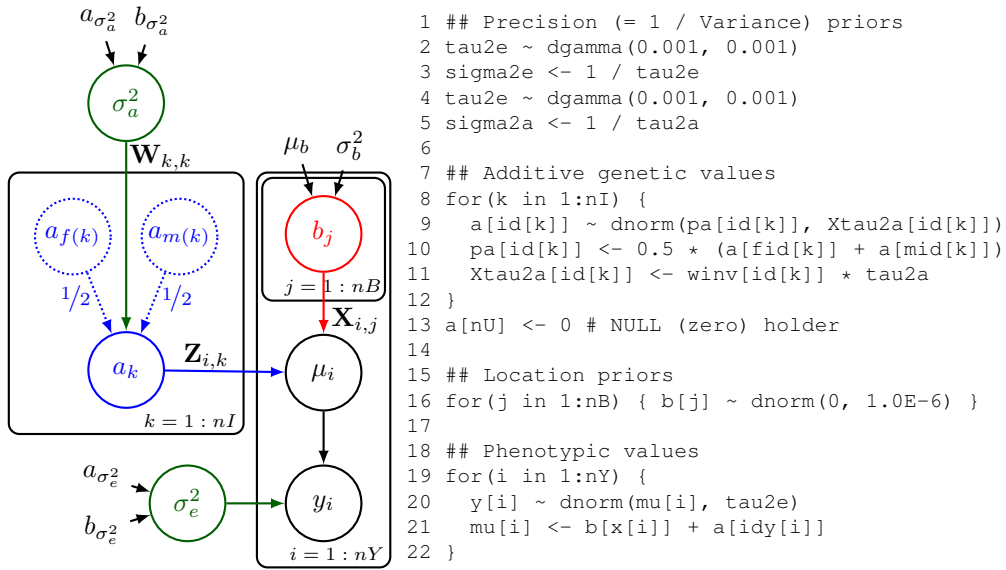 a_{σ_a^2} b_{σ_a^2}
σ_a^2
W_{k,k}
μ_b σ_b^2
a_{f(k)} a_{m(k)}
b_j
1/2 1/2
j = 1 : nB
X_{i,j}
Z_{i,k}
a_k
μ_i
k = 1 : nI
a_{σ_e^2}
b_{σ_e^2}
σ_e^2
y_i
i = 1 : nY
1 ## Precision (= 1 / Variance) priors
2 tau2e ~ dgamma(0.001, 0.001)
3 sigma2e <- 1 / tau2e
4 tau2e ~ dgamma(0.001, 0.001)
5 sigma2a <- 1 / tau2a
6
7 ## Additive genetic values
8 for(k in 1:nI) {
9   a[id[k]] ~ dnorm(pa[id[k]], Xtau2a[id[k]])
10   pa[id[k]] <- 0.5 * (a[fid[k]] + a[mid[k]])
11   Xtau2a[id[k]] <- winv[id[k]] * tau2a
12 }
13 a[nU] <- 0 # NULL (zero) holder
14
15 ## Location priors
16 for(j in 1:nB) { b[j] ~ dnorm(0, 1.0E-6) }
17
18 ## Phenotypic values
19 for(i in 1:nY) {
20   y[i] ~ dnorm(mu[i], tau2e)
21   mu[i] <- b[x[i]] + a[idy[i]]
22 }